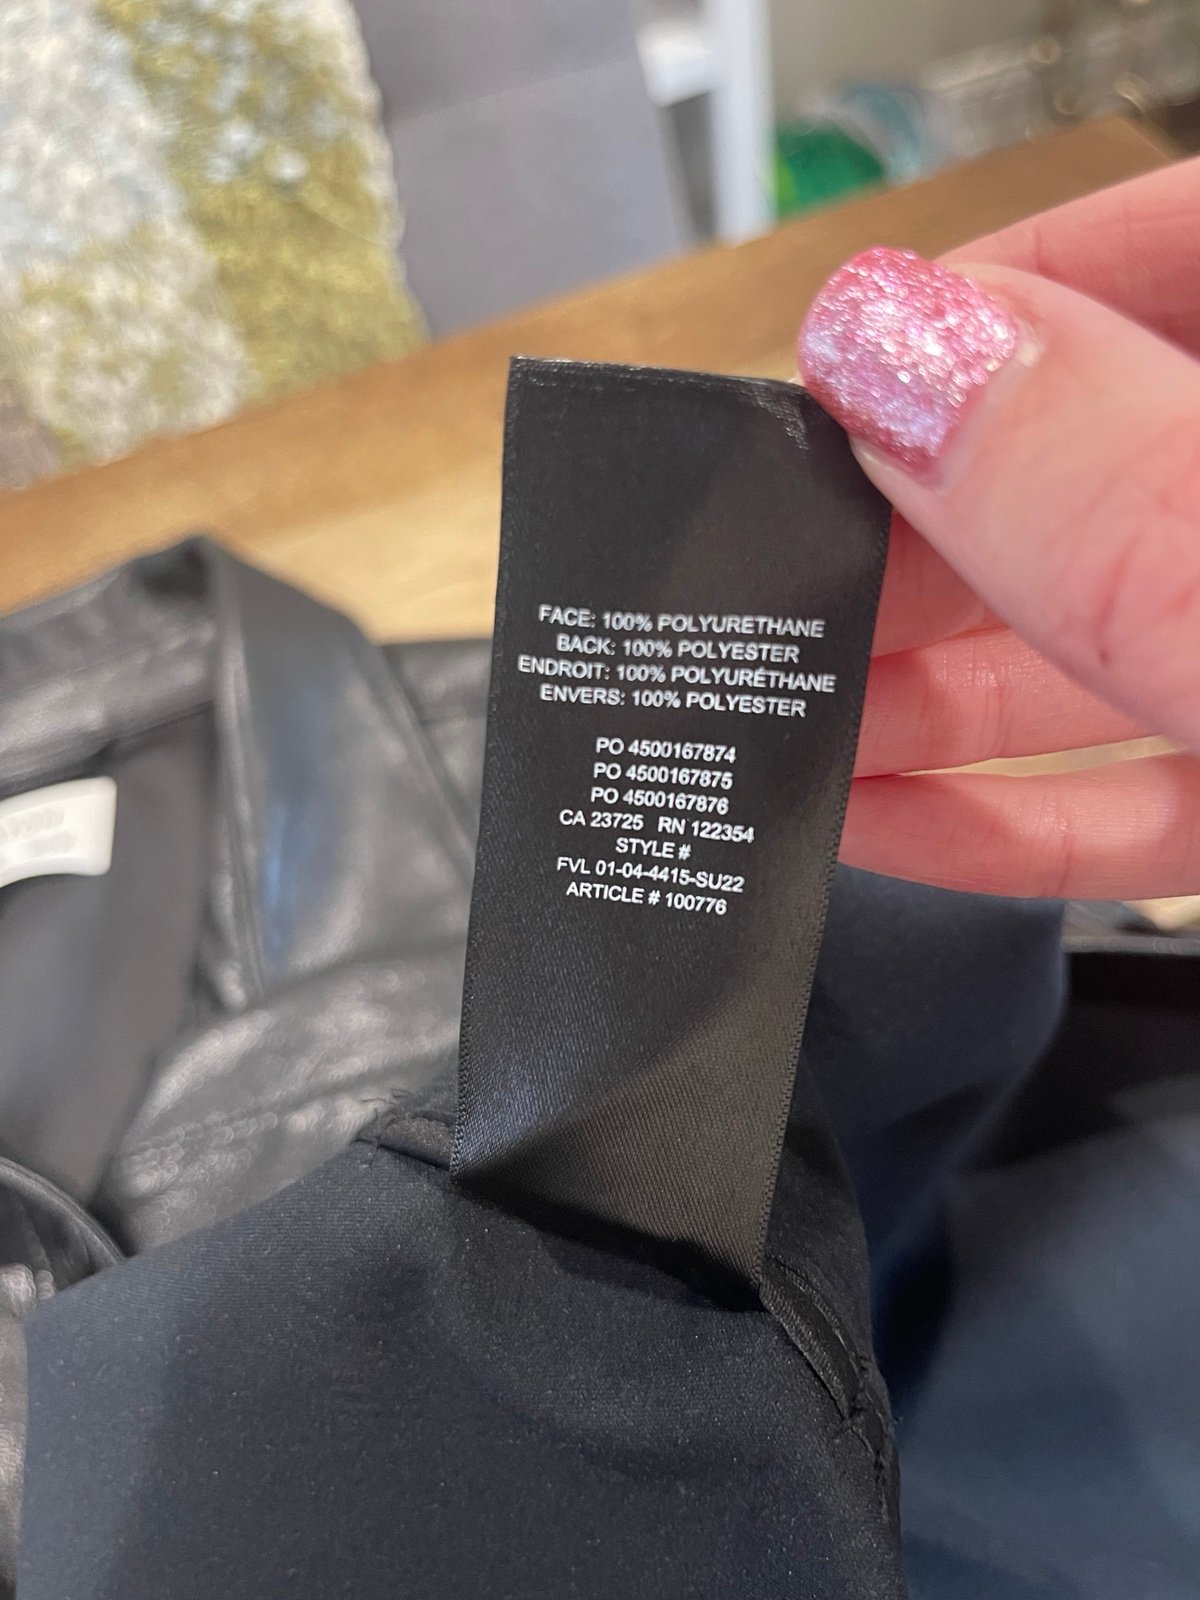 FACE: 100% POLYURETHANE
BACK: 100% POLYESTER
ENDROIT: 100% POLYURÉTHANE
ENVERS: 100% POLYESTER
PO 4500167874
PO 4500167875
PO 4500167876
CA 23725 RN 122354
STYLE #
FVL 01-04-4415-SU22
ARTICLE # 100776